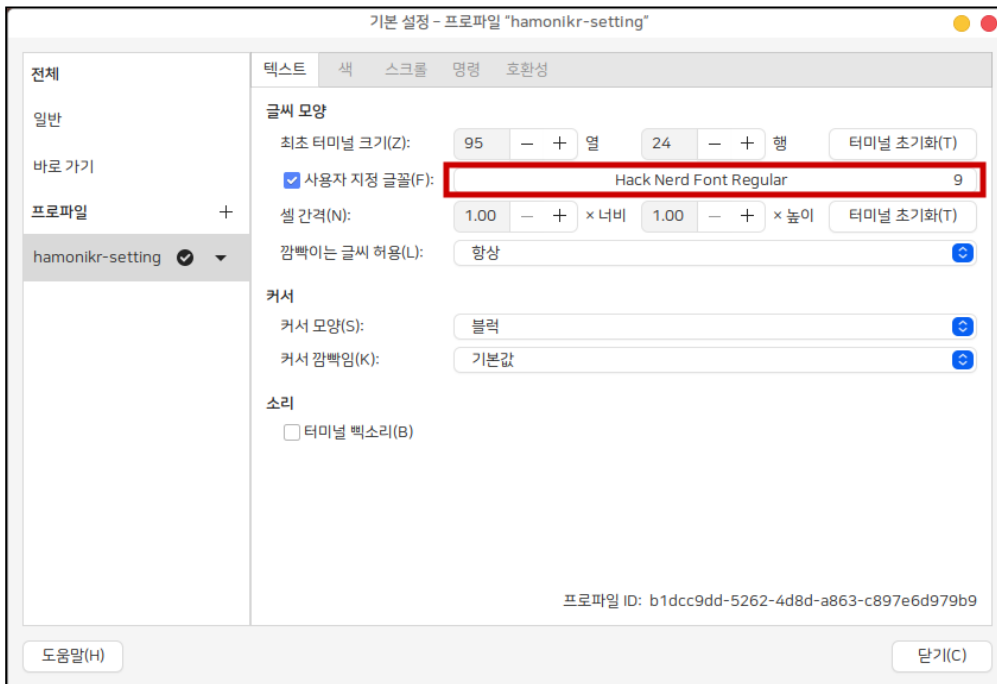 기본 설정 – 프로파일 “hamonikr-setting”
전체
일반
바로 가기
프로파일 +
hamonikr-setting
텍스트 색 스크롤 명령 호환성
글씨 모양
최초 터미널 크기(Z): 95 – + 열 24 – + 행 터미널 초기화(T)
사용자 지정 글꼴(F): Hack Nerd Font Regular 9
셀 간격(N): 1.00 – + × 너비 1.00 – + × 높이 터미널 초기화(T)
깜빡이는 글씨 허용(L): 항상
커서
커서 모양(S): 블럭
커서 깜빡임(K): 기본값
소리
터미널 삑소리(B)
프로파일 ID: b1dcc9dd-5262-4d8d-a863-c897e6d979b9
도움말(H) 닫기(C)